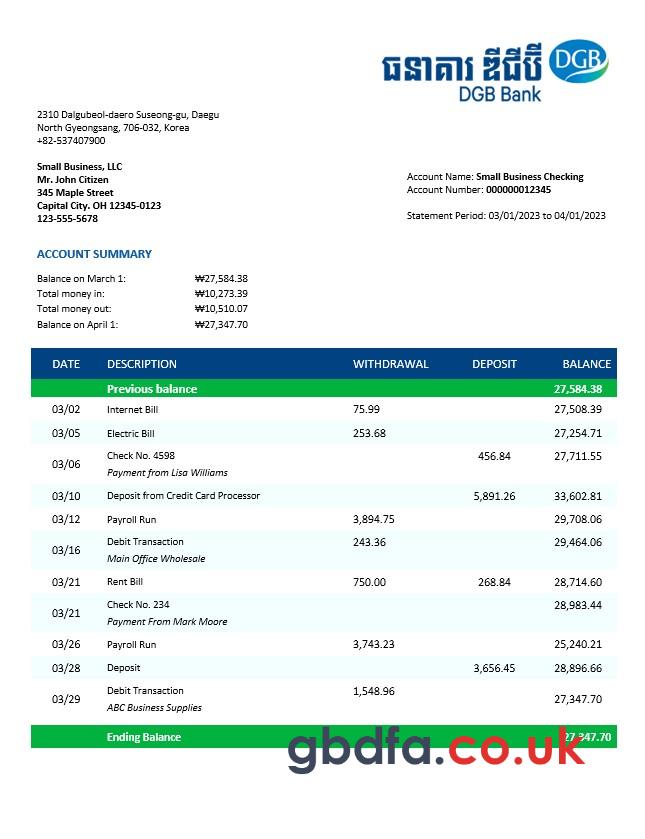 ធនាគារ ឌីជីប៊ី DGB
DGB Bank
2310 Dalgubeol-daero Suseong-gu, Daegu
North Gyeongsang, 706-032, Korea
+82-537407900
Small Business, LLC
Mr. John Citizen
345 Maple Street
Capital City. OH 12345-0123
123-555-5678
Account Name: Small Business Checking
Account Number: 000000012345
Statement Period: 03/01/2023 to 04/01/2023
ACCOUNT SUMMARY
Balance on March 1: ₩27,584.38
Total money in: ₩10,273.39
Total money out: ₩10,510.07
Balance on April 1: ₩27,347.70
DATE DESCRIPTION WITHDRAWAL DEPOSIT BALANCE
Previous balance 27,584.38
03/02 Internet Bill 75.99 27,508.39
03/05 Electric Bill 253.68 27,254.71
03/06 Check No. 4598 456.84 27,711.55
Payment from Lisa Williams
03/10 Deposit from Credit Card Processor 5,891.26 33,602.81
03/12 Payroll Run 3,894.75 29,708.06
03/16 Debit Transaction 243.36 29,464.06
Main Office Wholesale
03/21 Rent Bill 750.00 268.84 28,714.60
03/21 Check No. 234 28,983.44
Payment From Mark Moore
03/26 Payroll Run 3,743.23 25,240.21
03/28 Deposit 3,656.45 28,896.66
03/29 Debit Transaction 1,548.96 27,347.70
ABC Business Supplies
Ending Balance 27,347.70
gbdfa.co.uk